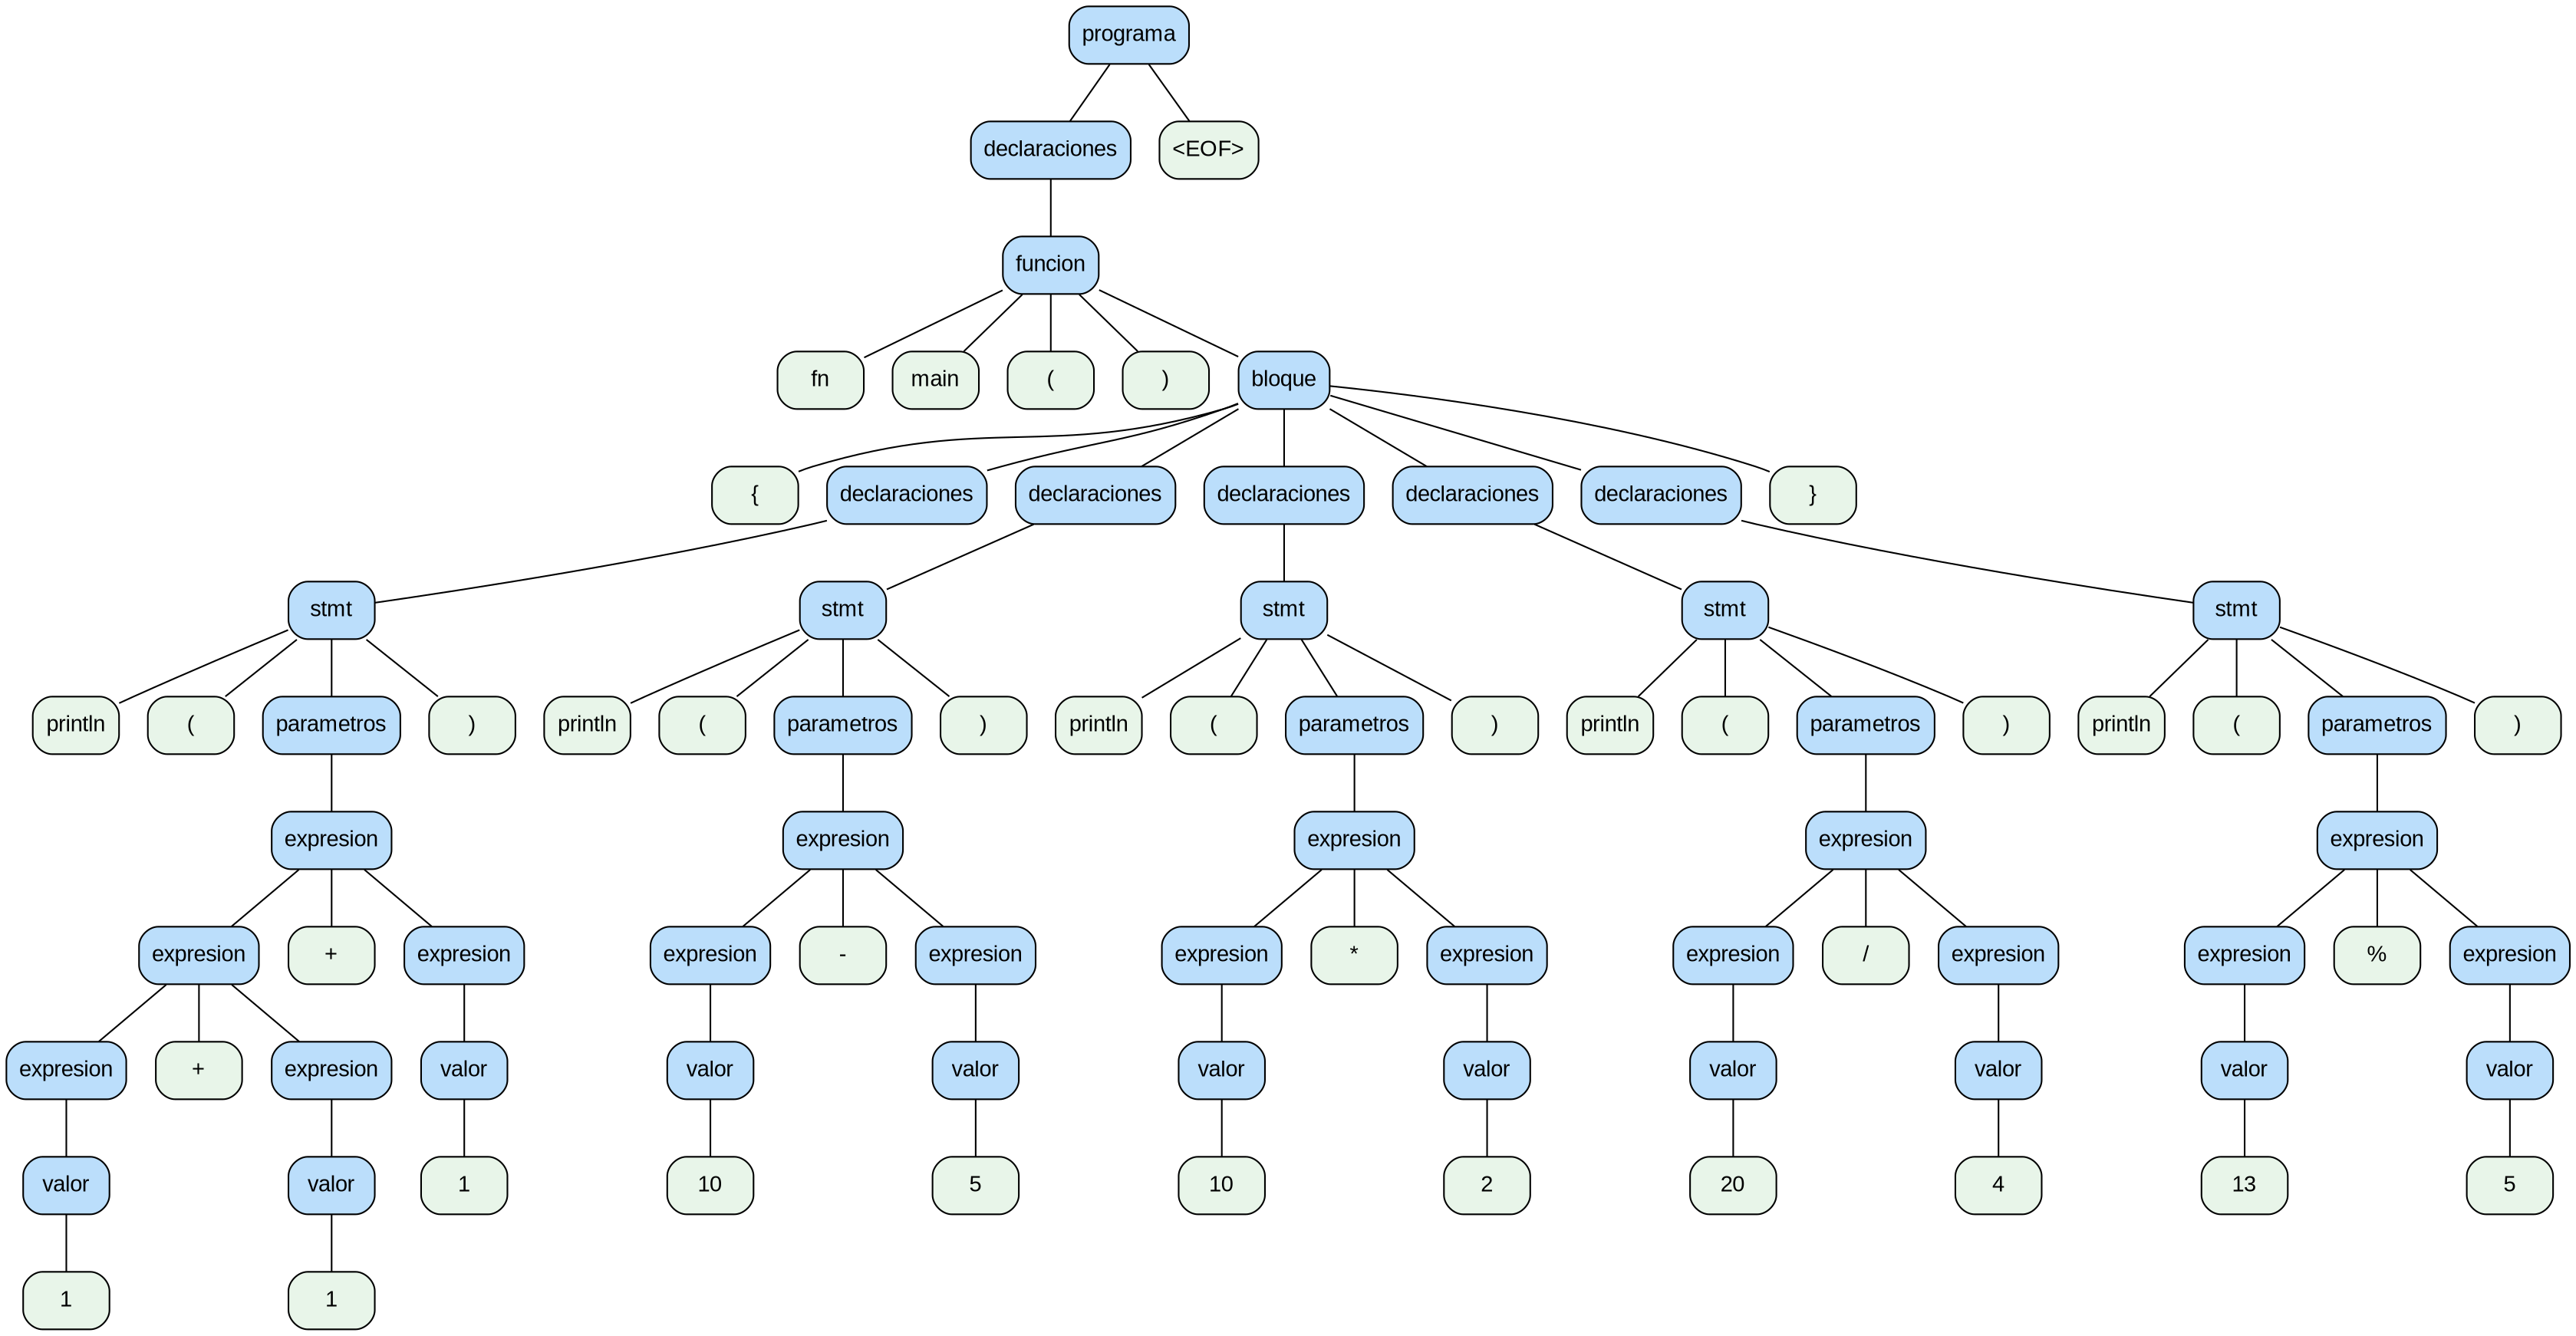 programa
declaraciones <EOF>
funcion
fn main ( ) bloque
{ declaraciones declaraciones declaraciones declaraciones declaraciones }
stmt stmt stmt stmt stmt
println ( parametros ) println ( parametros ) println ( parametros ) println ( parametros ) println ( parametros )
expresion expresion expresion expresion expresion
expresion + expresion expresion - expresion expresion * expresion expresion / expresion expresion % expresion
expresion + expresion valor valor valor valor valor valor valor valor valor
valor valor 1 10 5 10 2 20 4 13 5
1 1